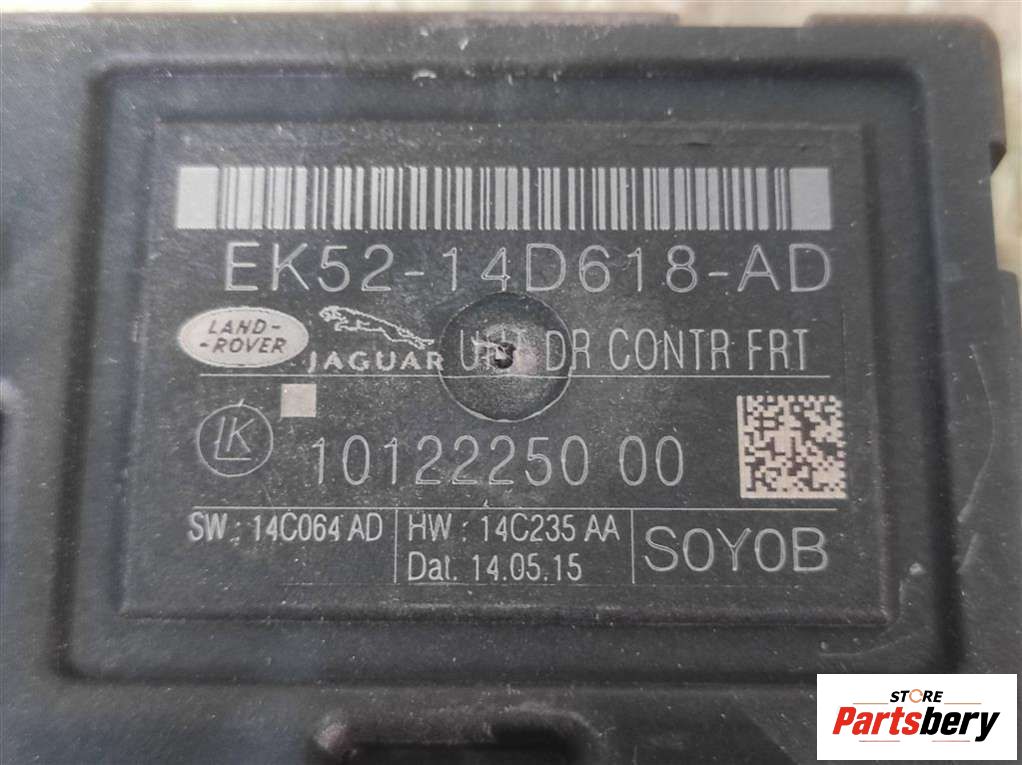 EK52-14D618-AD
LAND-
-ROVER
JAGUAR
DR CONTR FRT
LK
10122250 00
SW : 14C064 AD
HW : 14C235 AA
Dat. 14.05.15
SOYOB
STORE
Partsbery